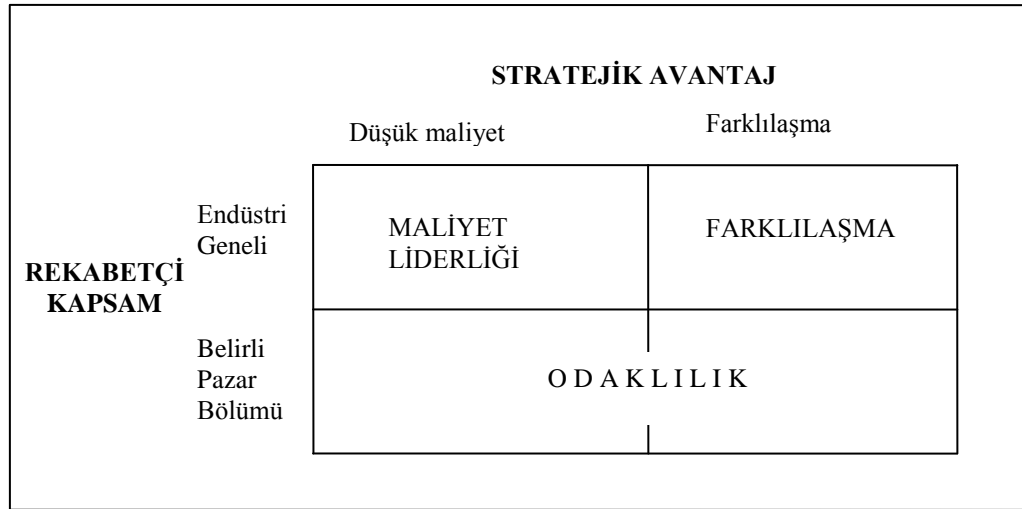 STRATEJİK AVANTAJ
Düşük maliyet
Farklılaşma
Endüstri
Geneli
MALİYET
LİDERLİĞİ
FARKLILAŞMA
REKABETÇİ
KAPSAM
Belirli
Pazar
Bölümü
O D A K L I L I K